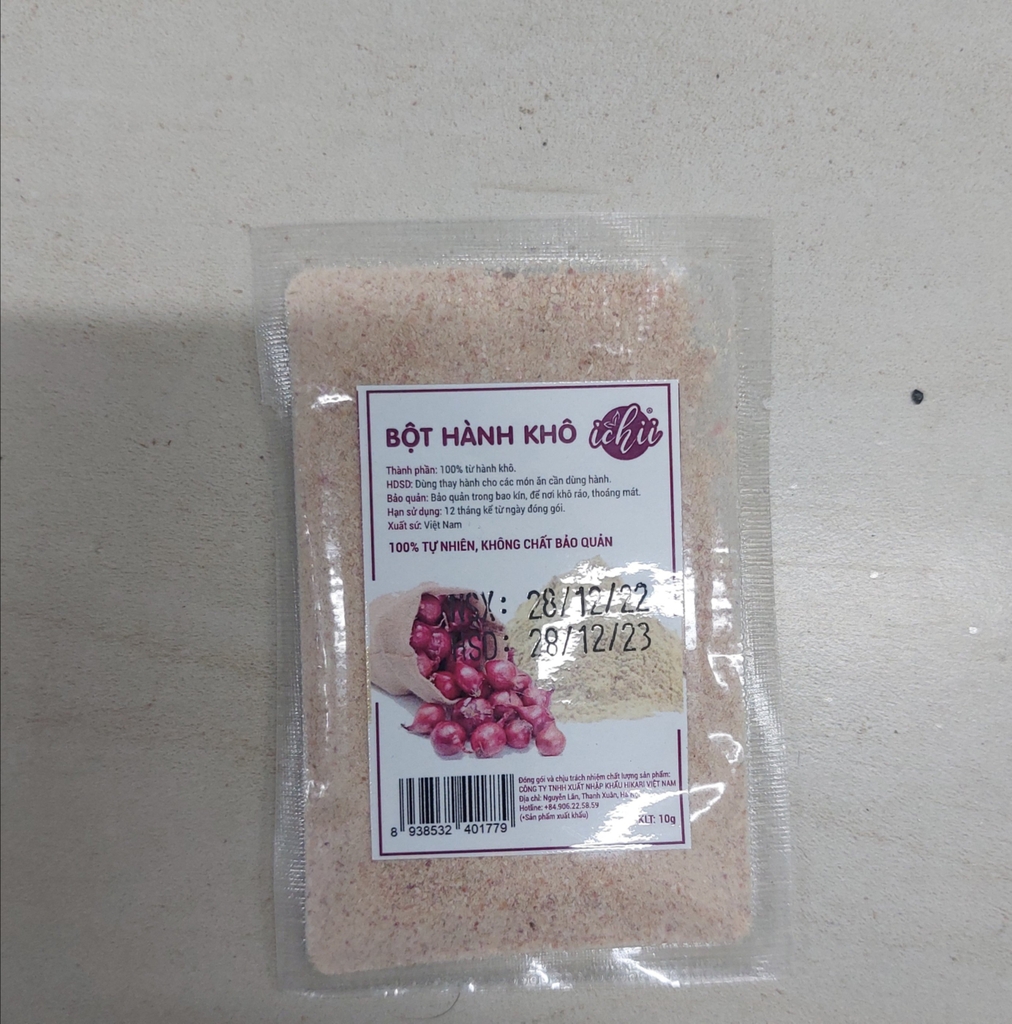 BỘT HÀNH KHÔ ichii®
Thành phần: 100% từ hành khô.
HDSD: Dùng thay hành cho các món ăn cần dùng hành.
Bảo quản: Bảo quản trong bao kín, để nơi khô ráo, thoáng mát.
Hạn sử dụng: 12 tháng kể từ ngày đóng gói.
Xuất sứ: Việt Nam
100% TỰ NHIÊN, KHÔNG CHẤT BẢO QUẢN
NSX: 28/12/22
HSD: 28/12/23
Đóng gói và chịu trách nhiệm chất lượng sản phẩm:
CÔNG TY TNHH XUẤT NHẬP KHẨU HIKARI VIỆT NAM
Địa chỉ: Nguyễn Lân, Thanh Xuân, Hà
Hotline: +84.906.22.58.59
(*Sản phẩm xuất khẩu)
KLT: 10g
8 938532 401779